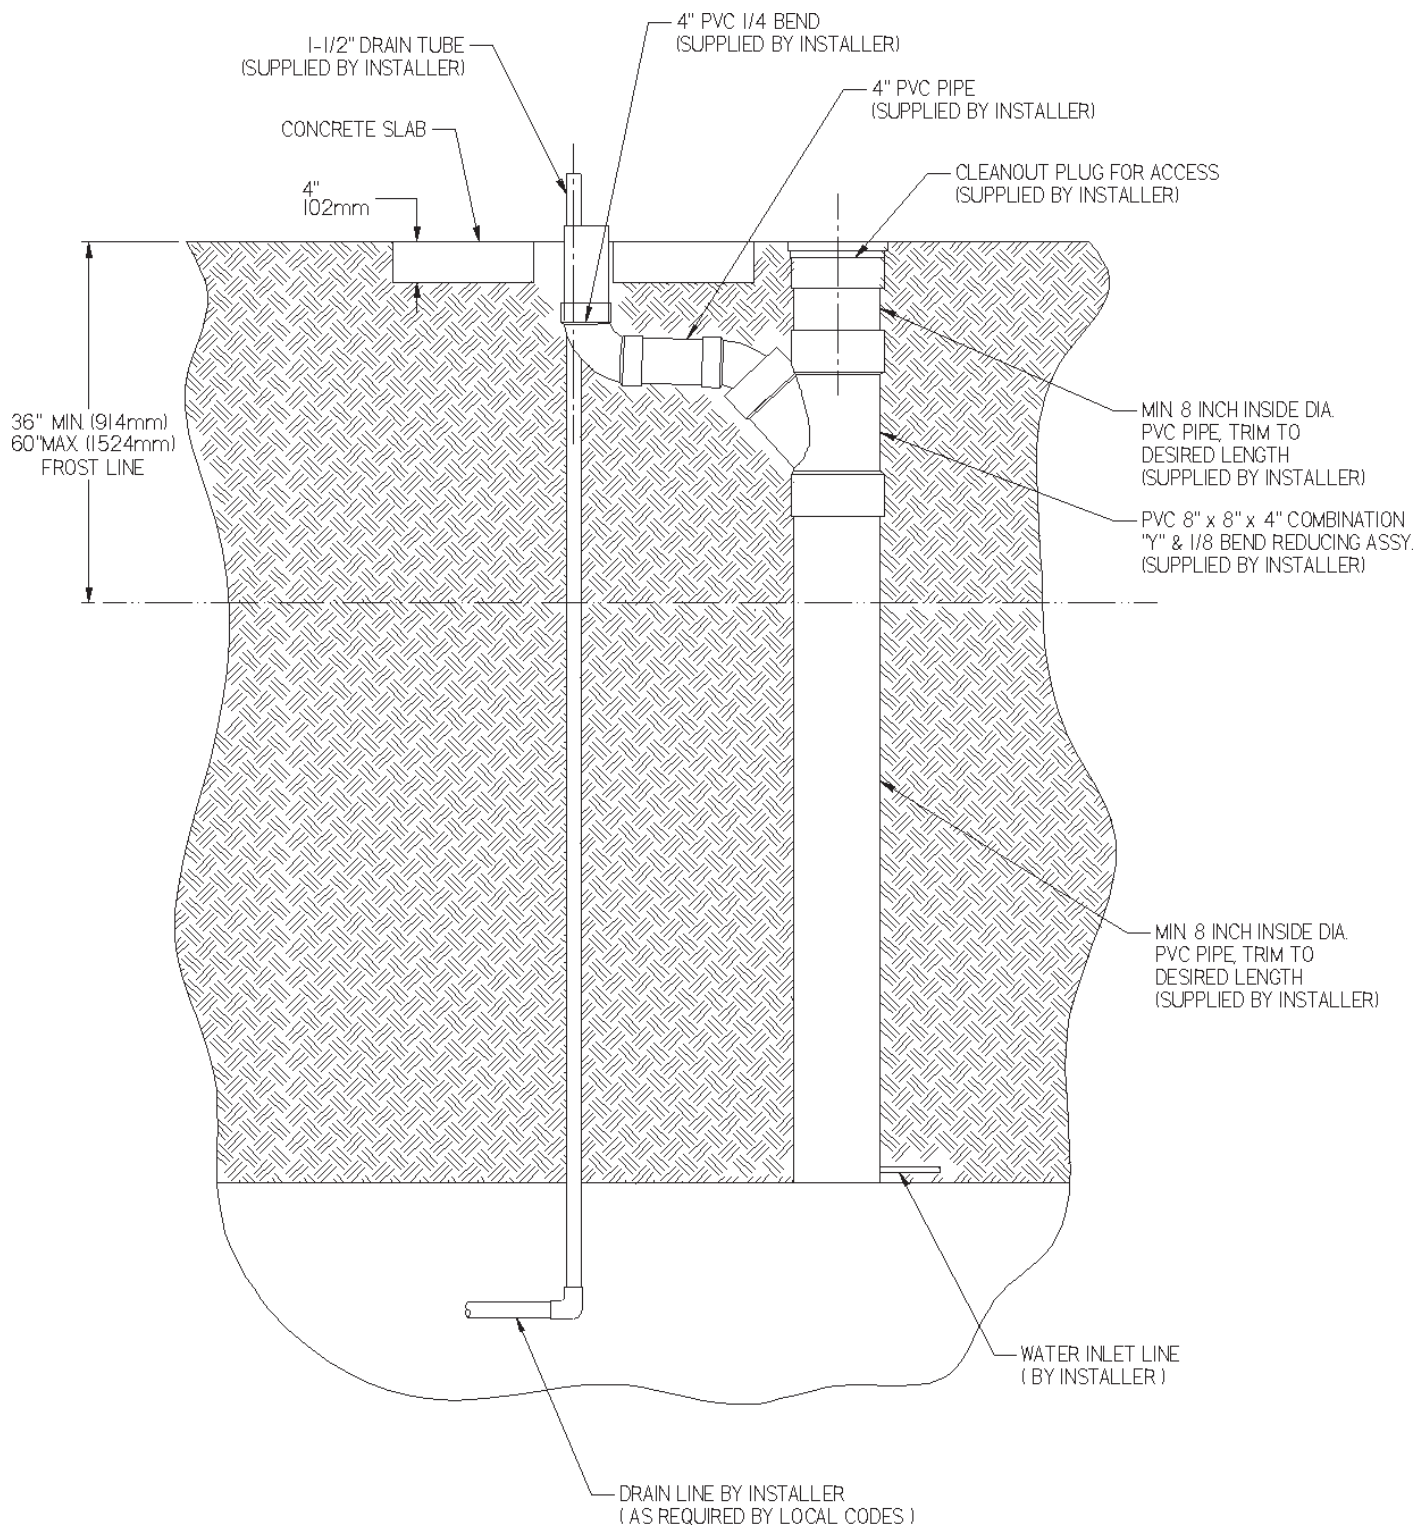 4" PVC 1/4 BEND
(SUPPLIED BY INSTALLER)
1-1/2" DRAIN TUBE
(SUPPLIED BY INSTALLER)
4" PVC PIPE
(SUPPLIED BY INSTALLER)
CONCRETE SLAB
CLEANOUT PLUG FOR ACCESS
(SUPPLIED BY INSTALLER)
4"
102mm
36" MIN. (914mm)
60"MAX. (1524mm)
FROST LINE
MIN. 8 INCH INSIDE DIA.
PVC PIPE, TRIM TO
DESIRED LENGTH
(SUPPLIED BY INSTALLER)
PVC 8" x 8" x 4" COMBINATION
"Y" & 1/8 BEND REDUCING ASSY.
(SUPPLIED BY INSTALLER)
MIN. 8 INCH INSIDE DIA.
PVC PIPE, TRIM TO
DESIRED LENGTH
(SUPPLIED BY INSTALLER)
WATER INLET LINE
( BY INSTALLER )
DRAIN LINE BY INSTALLER
( AS REQUIRED BY LOCAL CODES )